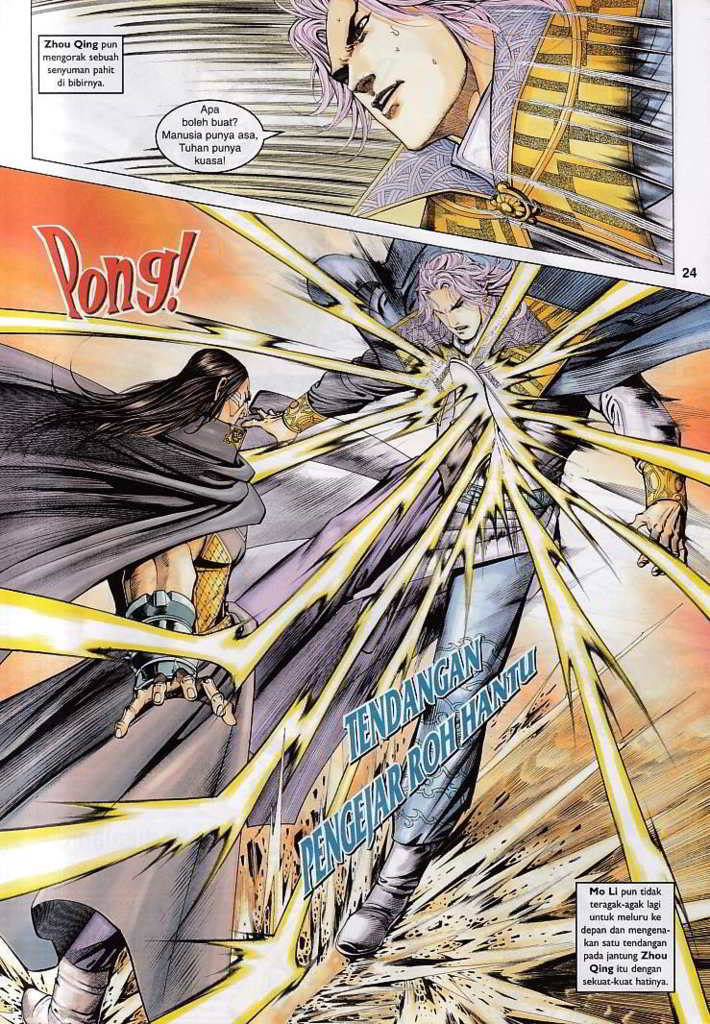 Zhou Qing pun
mengorak sebuah
senyuman pahit
di bibirnya.
Apa
boleh buat?
Manusia punya asa,
Tuhan punya
kuasa!
24
Pong!
TENDANGAN
PENGEJAR ROH HANTU
Mo Li pun tidak
teragak-agak lagi
untuk meluru ke
depan dan mengena-
kan satu tendangan
pada jantung Zhou
Qing itu dengan
sekuat-kuat hatinya.